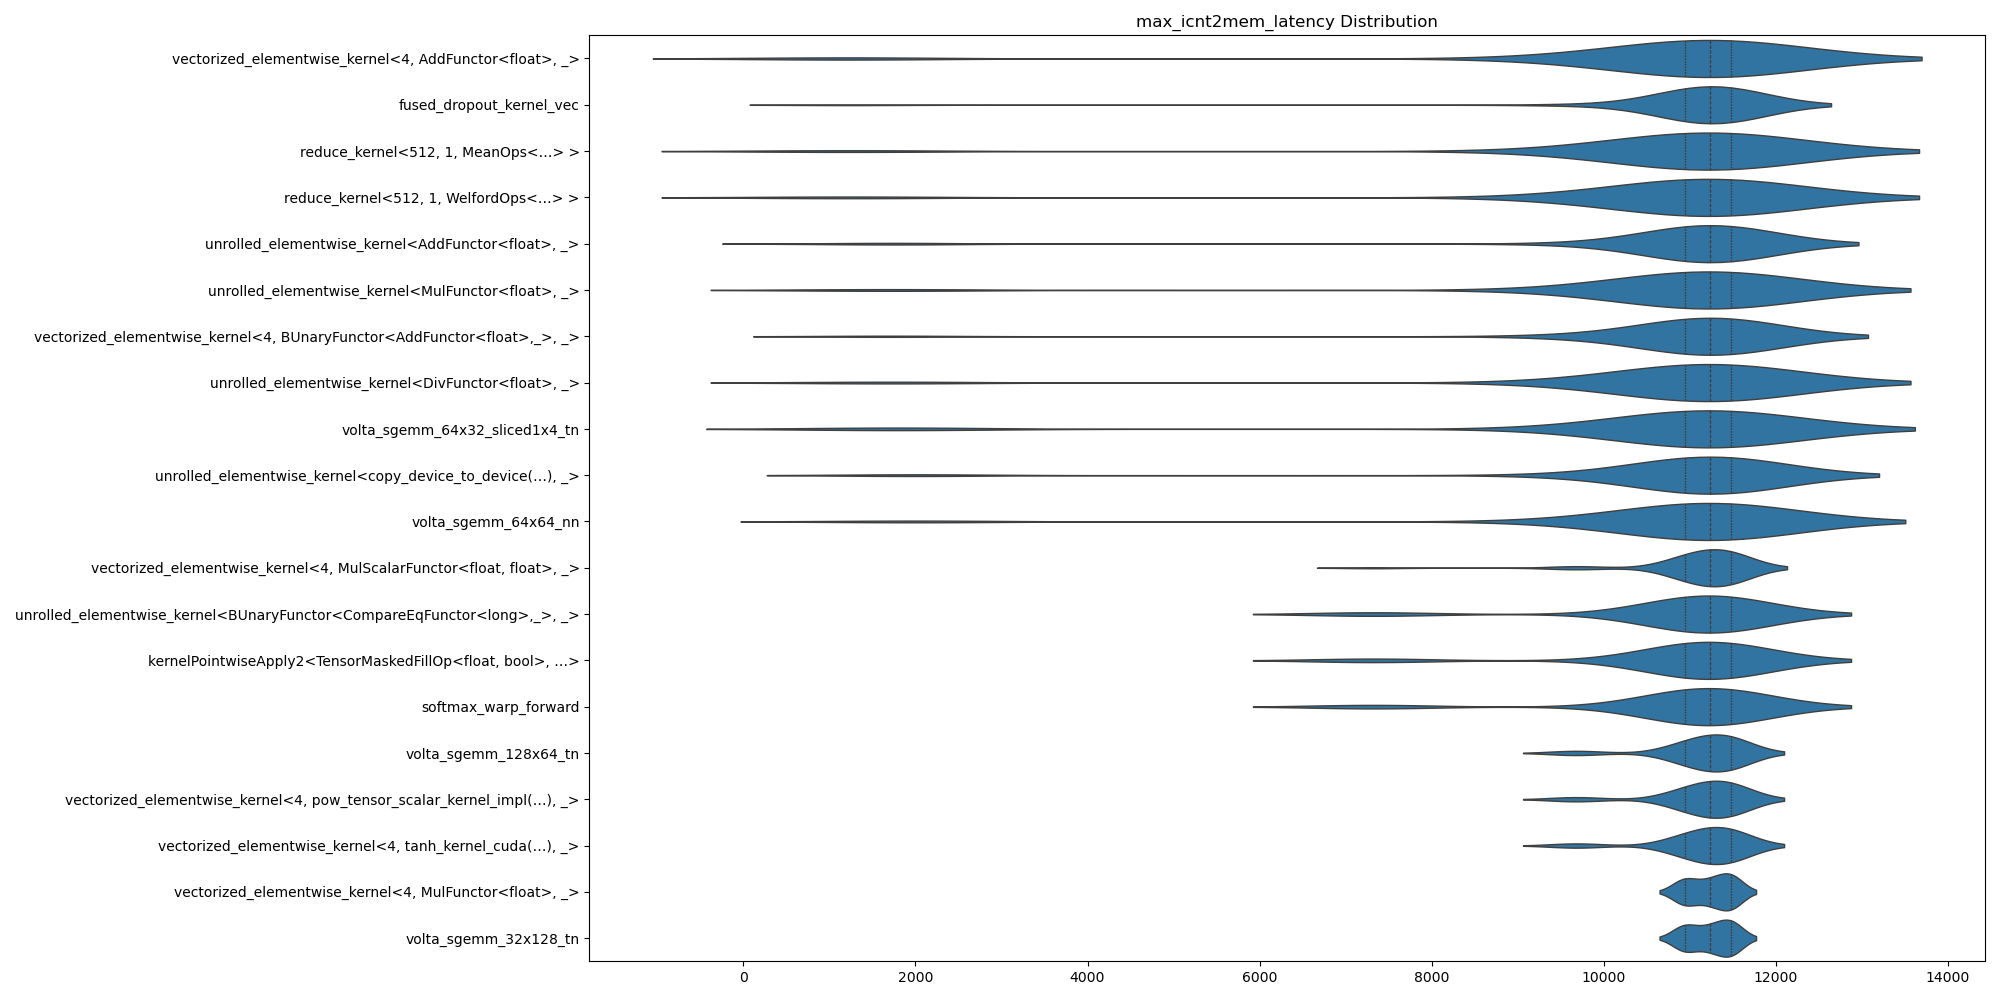 max_icnt2mem_latency Distribution
vectorized_elementwise_kernel<4, AddFunctor<float>, _>
fused_dropout_kernel_vec
reduce_kernel<512, 1, MeanOps<...> >
reduce_kernel<512, 1, WelfordOps<...> >
unrolled_elementwise_kernel<AddFunctor<float>, _>
unrolled_elementwise_kernel<MulFunctor<float>, _>
vectorized_elementwise_kernel<4, BUnaryFunctor<AddFunctor<float>,_>, _>
unrolled_elementwise_kernel<DivFunctor<float>, _>
volta_sgemm_64x32_sliced1x4_tn
unrolled_elementwise_kernel<copy_device_to_device(...), _>
volta_sgemm_64x64_nn
vectorized_elementwise_kernel<4, MulScalarFunctor<float, float>, _>
unrolled_elementwise_kernel<BUnaryFunctor<CompareEqFunctor<long>,_>, _>
kernelPointwiseApply2<TensorMaskedFillOp<float, bool>, ...>
softmax_warp_forward
volta_sgemm_128x64_tn
vectorized_elementwise_kernel<4, pow_tensor_scalar_kernel_impl(...), _>
vectorized_elementwise_kernel<4, tanh_kernel_cuda(...), _>
vectorized_elementwise_kernel<4, MulFunctor<float>, _>
volta_sgemm_32x128_tn
0 2000 4000 6000 8000 10000 12000 14000